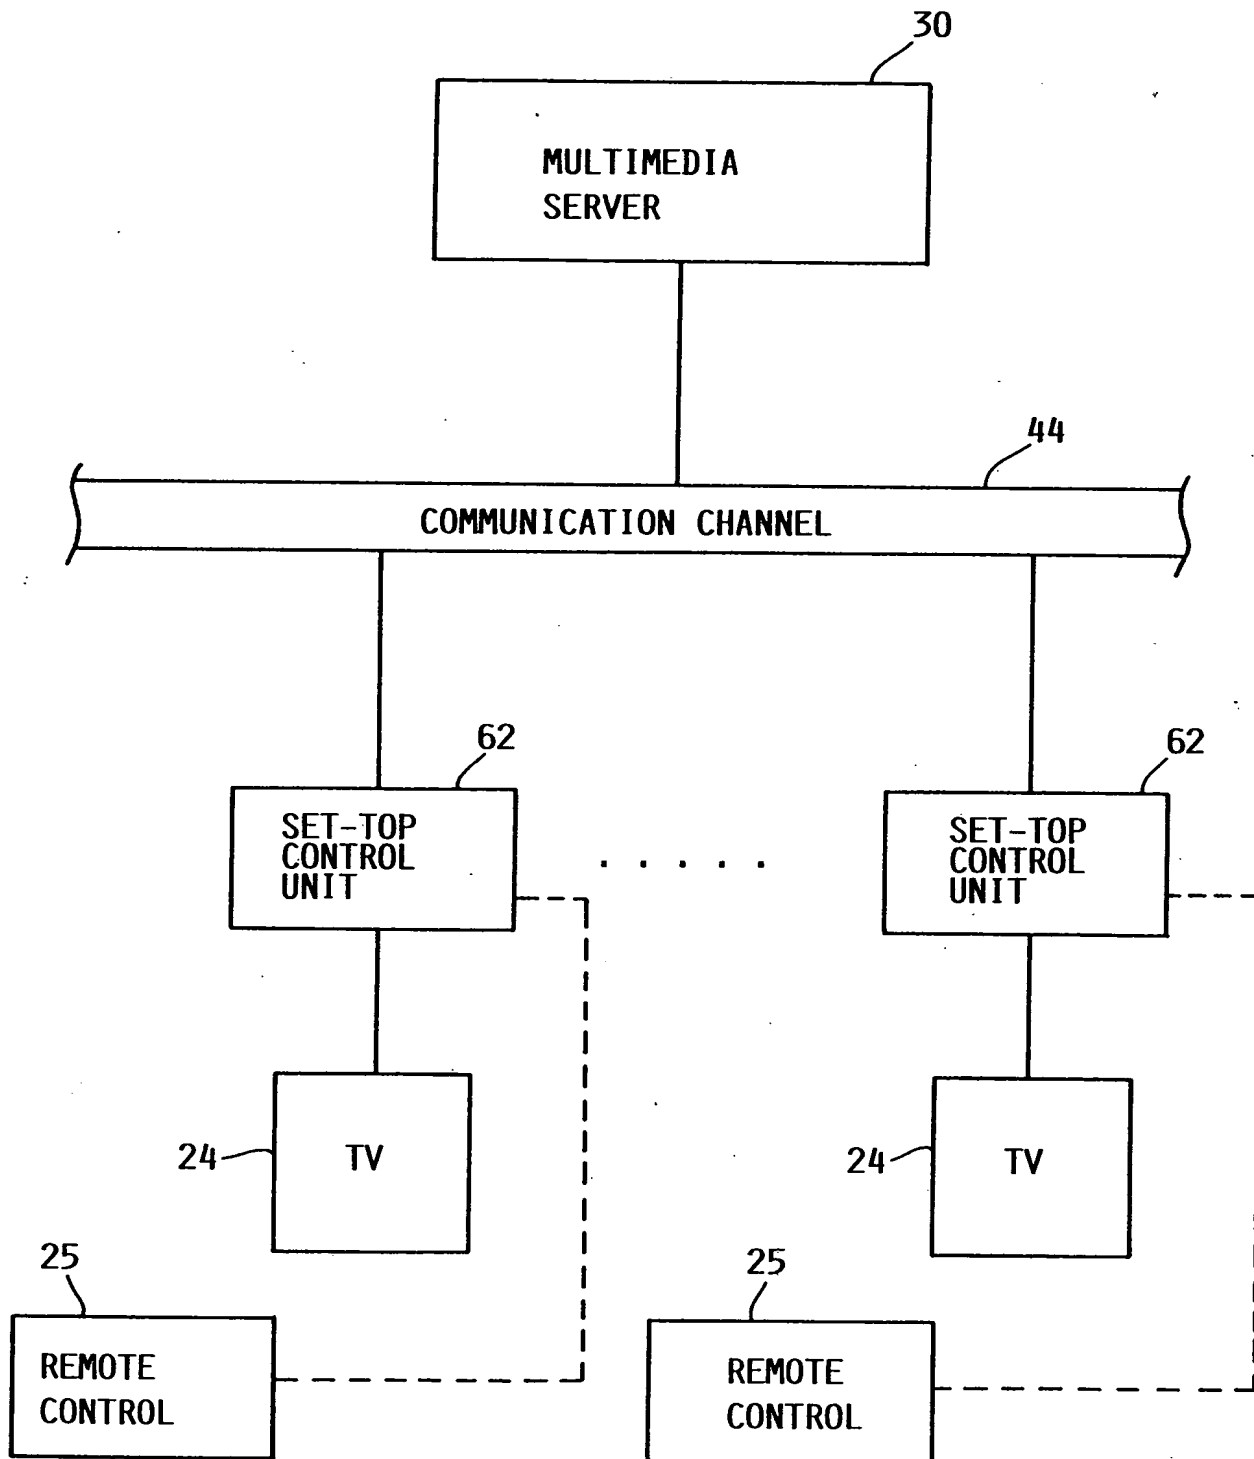 30
MULTIMEDIA
SERVER
44
COMMUNICATION CHANNEL
62
62
SET-TOP
CONTROL
UNIT
. . . . .
SET-TOP
CONTROL
UNIT
24
TV
24
TV
25
25
REMOTE
CONTROL
REMOTE
CONTROL